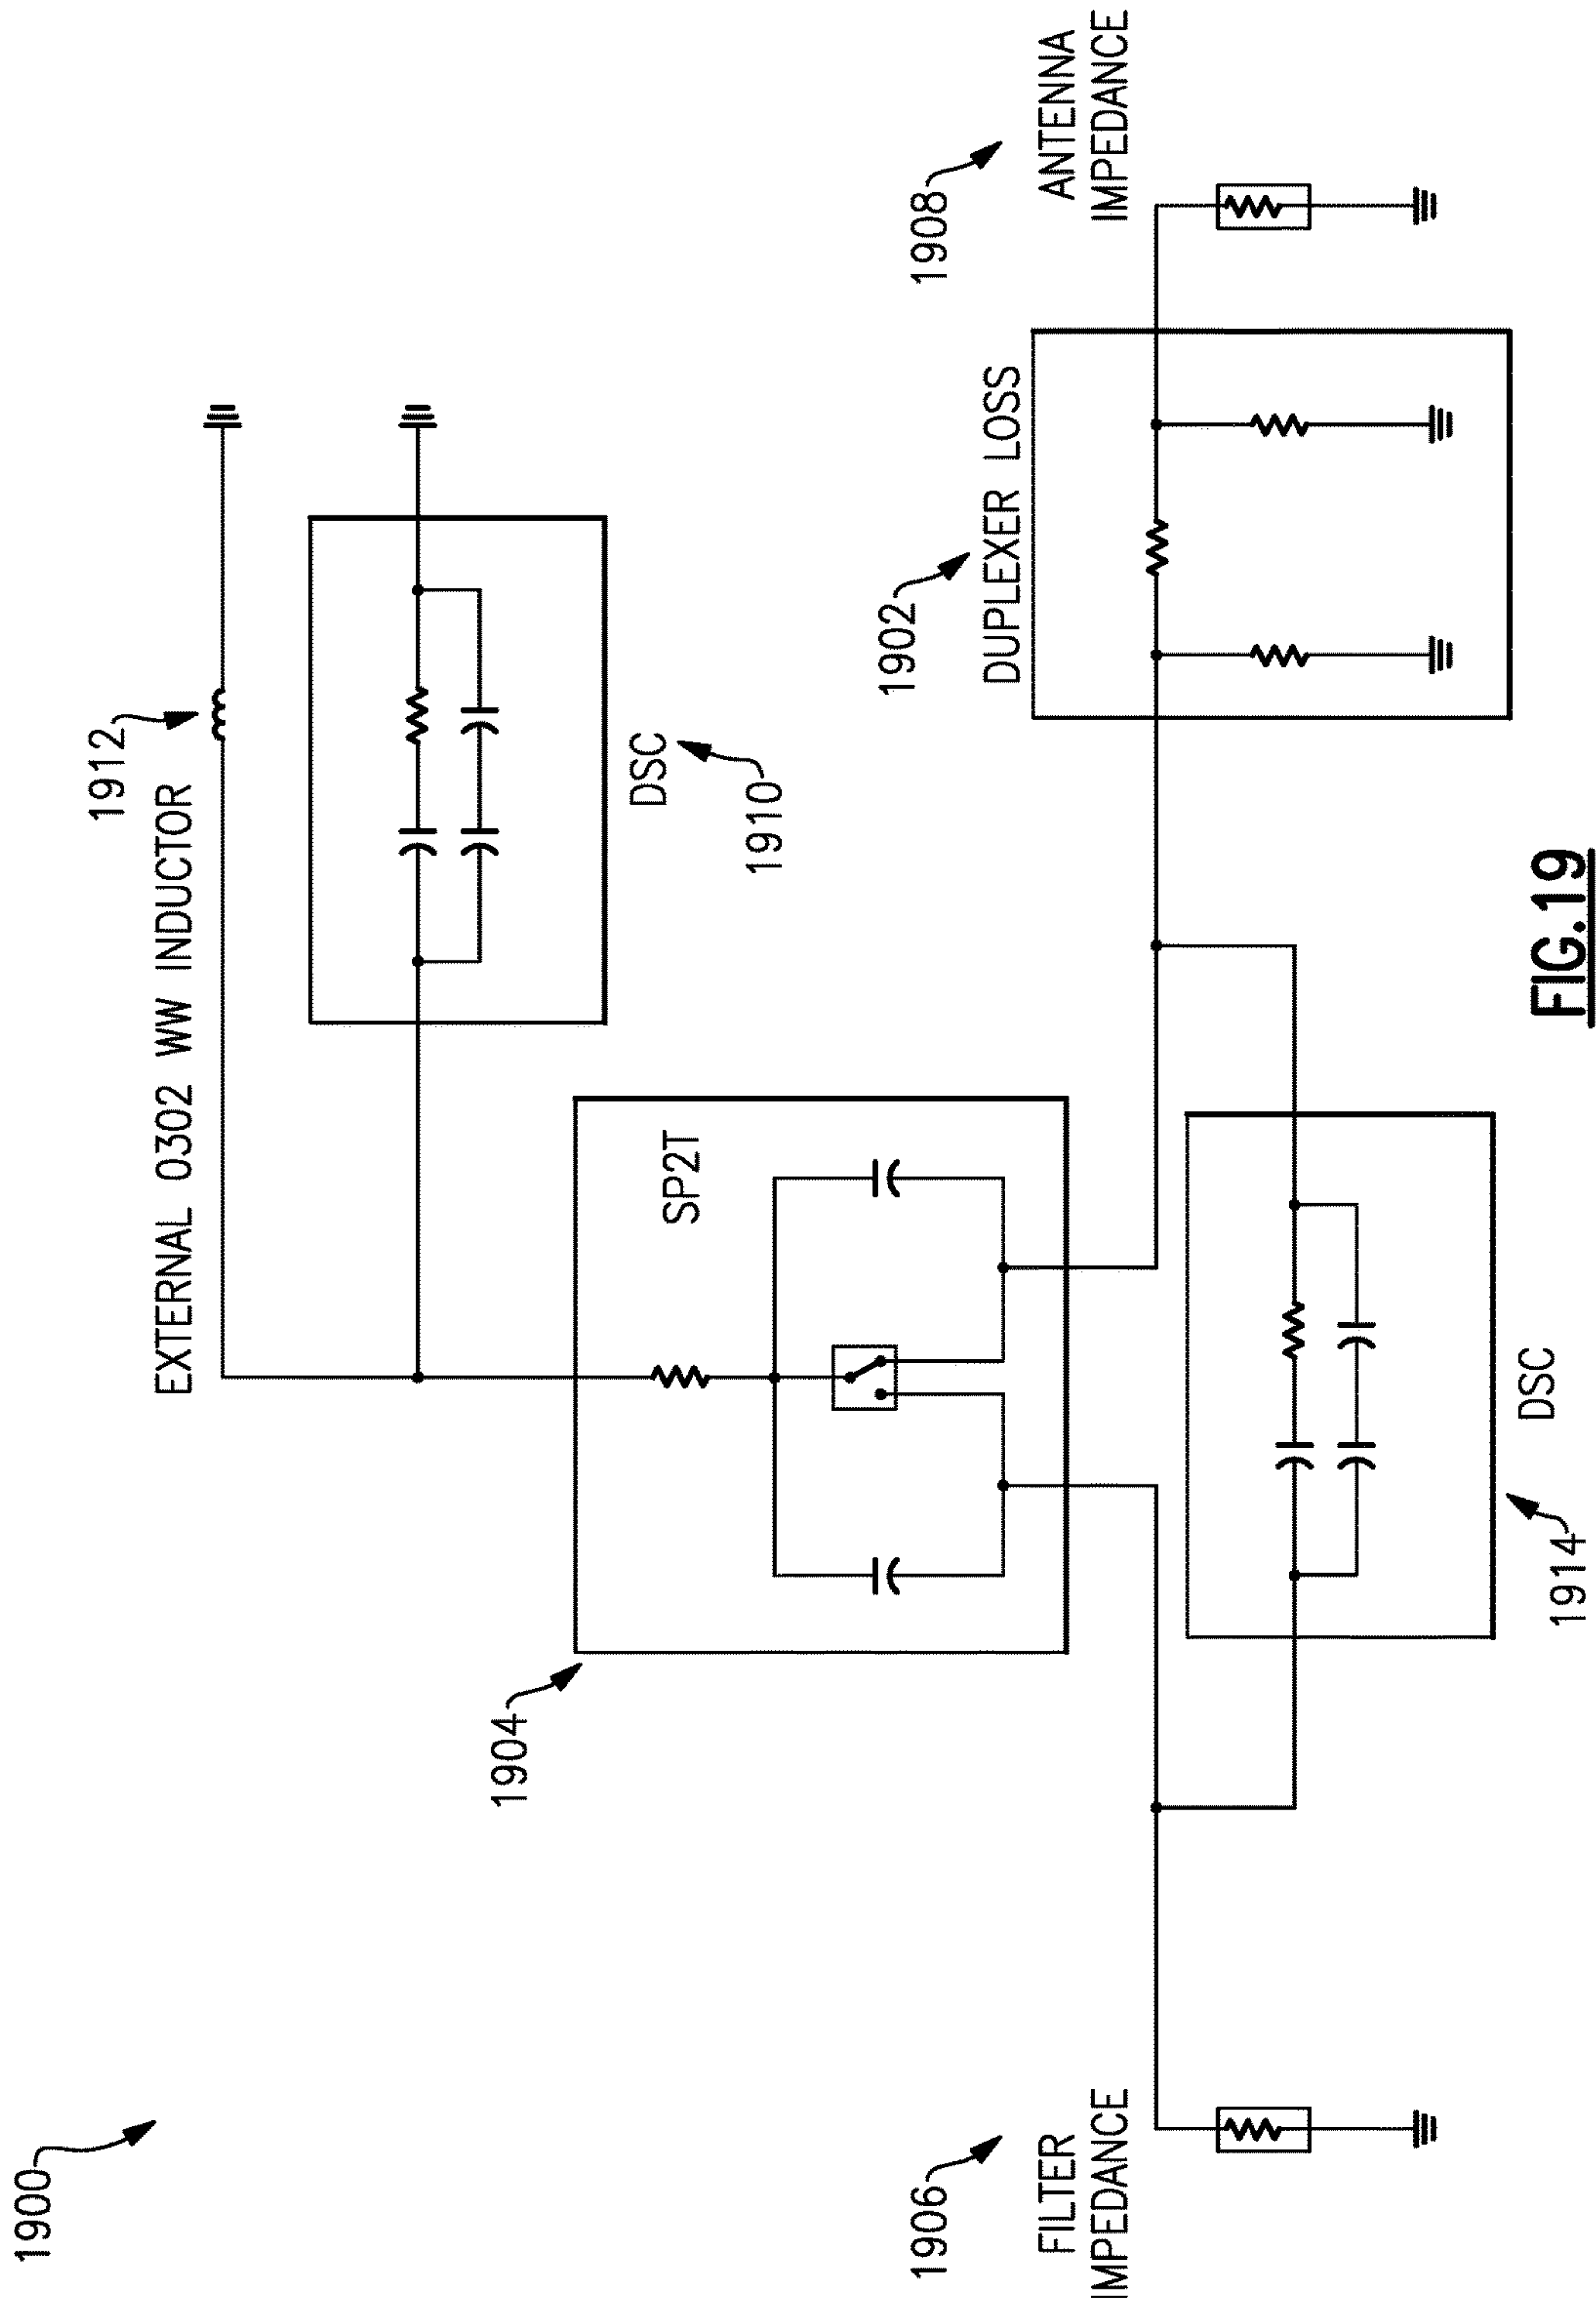 1900
EXTERNAL 0302 WW INDUCTOR
1912
DSC
1910
1904
SP2T
1902
DUPLEXER LOSS
1906
FILTER
IMPEDANCE
1908
ANTENNA
IMPEDANCE
DSC
1914
FIG.19